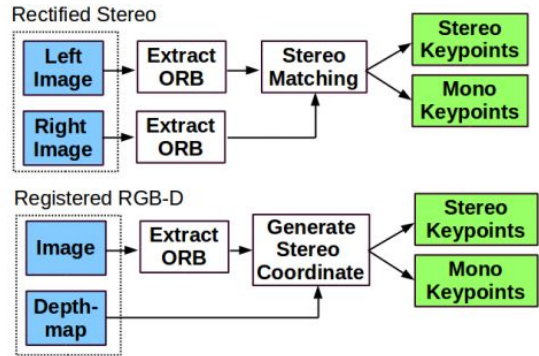 Rectified Stereo
Left
Image
Extract
ORB
Stereo
Matching
Stereo
Keypoints
Mono
Keypoints
Right
Image
Extract
ORB
Registered RGB-D
Image
Extract
ORB
Generate
Stereo
Coordinate
Stereo
Keypoints
Mono
Keypoints
Depth-
map